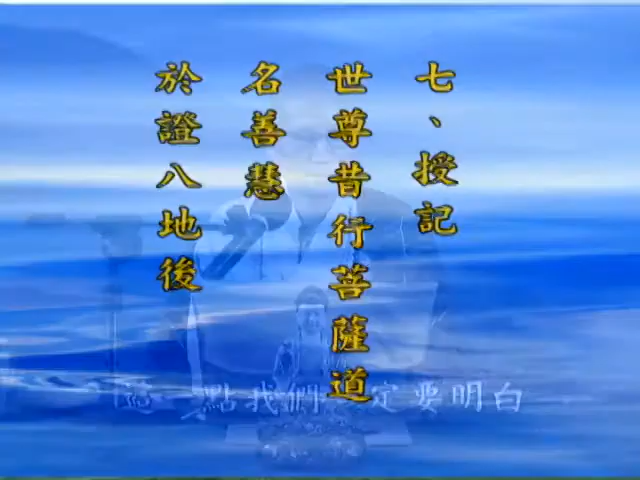 七、授記
世尊昔行菩薩道
名善慧
於證八地後
點我們 定要明白